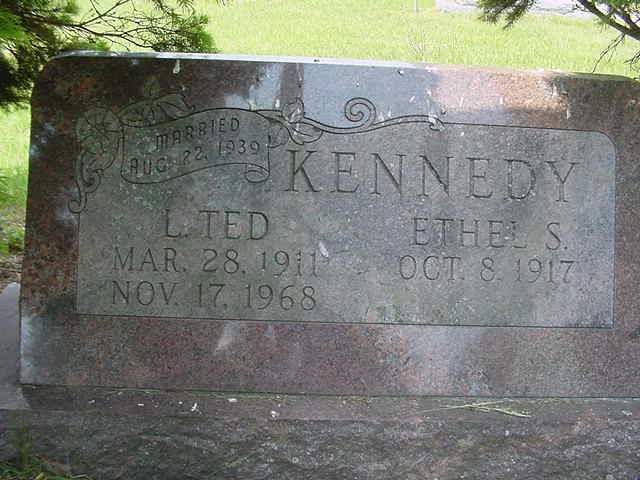 MARRIED
AUG. 22, 1939
KENNEDY
L. TED
MAR. 28, 1911
NOV. 17, 1968
ETHEL S.
OCT. 8, 1917